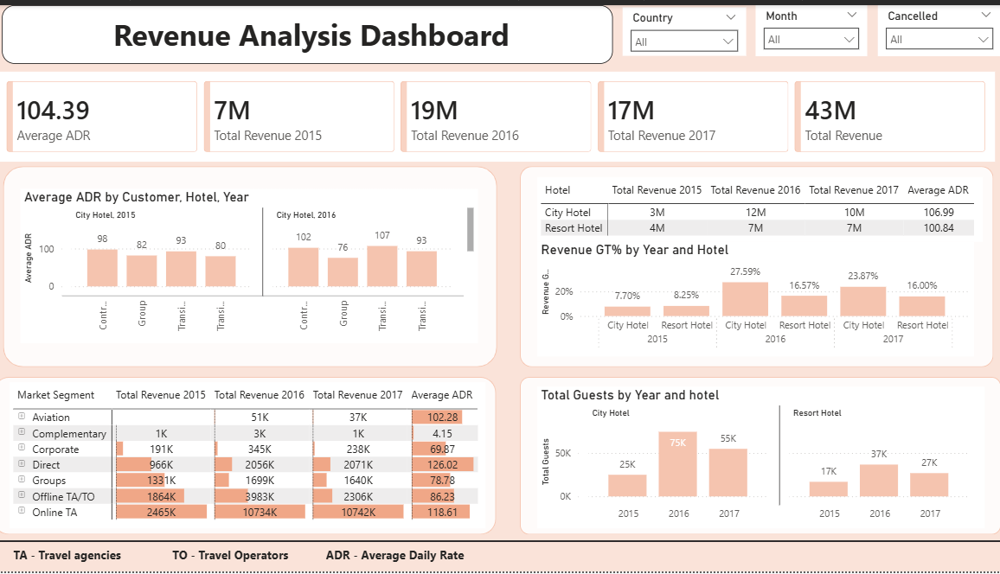 Revenue Analysis Dashboard
Country
All
Month
All
Cancelled
All
104.39
Average ADR
7M
Total Revenue 2015
19M
Total Revenue 2016
17M
Total Revenue 2017
43M
Total Revenue
Average ADR by Customer, Hotel, Year
City Hotel, 2015
City Hotel, 2016
Average ADR
100
0
98
82
93
80
102
76
107
93
Contr...
Group
Transi...
Transi...
Contr...
Group
Transi...
Transi...
Hotel Total Revenue 2015 Total Revenue 2016 Total Revenue 2017 Average ADR
City Hotel 3M 12M 10M 106.99
Resort Hotel 4M 7M 7M 100.84
Revenue GT% by Year and Hotel
Revenue G...
20%
0%
7.70%
8.25%
27.59%
16.57%
23.87%
16.00%
City Hotel Resort Hotel City Hotel Resort Hotel City Hotel Resort Hotel
2015 2016 2017
Market Segment Total Revenue 2015 Total Revenue 2016 Total Revenue 2017 Average ADR
Aviation 51K 37K 102.28
Complementary 1K 3K 1K 4.15
Corporate 191K 345K 238K 69.87
Direct 966K 2056K 2071K 126.02
Groups 1331K 1699K 1640K 78.78
Offline TA/TO 1864K 3983K 2306K 86.23
Online TA 2465K 10734K 10742K 118.61
Total Guests by Year and hotel
City Hotel
Resort Hotel
Total Guests
50K
0K
25K
75K
55K
17K
37K
27K
2015 2016 2017 2015 2016 2017
TA - Travel agencies TO - Travel Operators ADR - Average Daily Rate